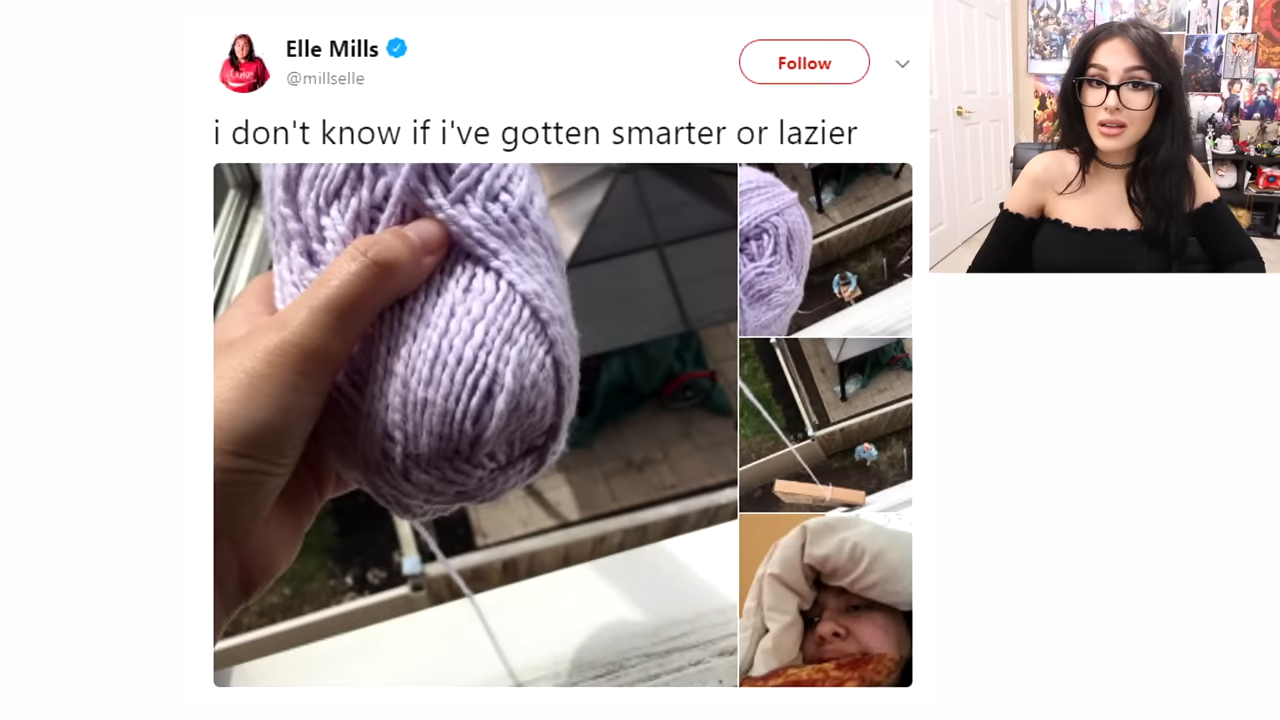 Elle Mills
@millselle
Follow
i don't know if i've gotten smarter or lazier